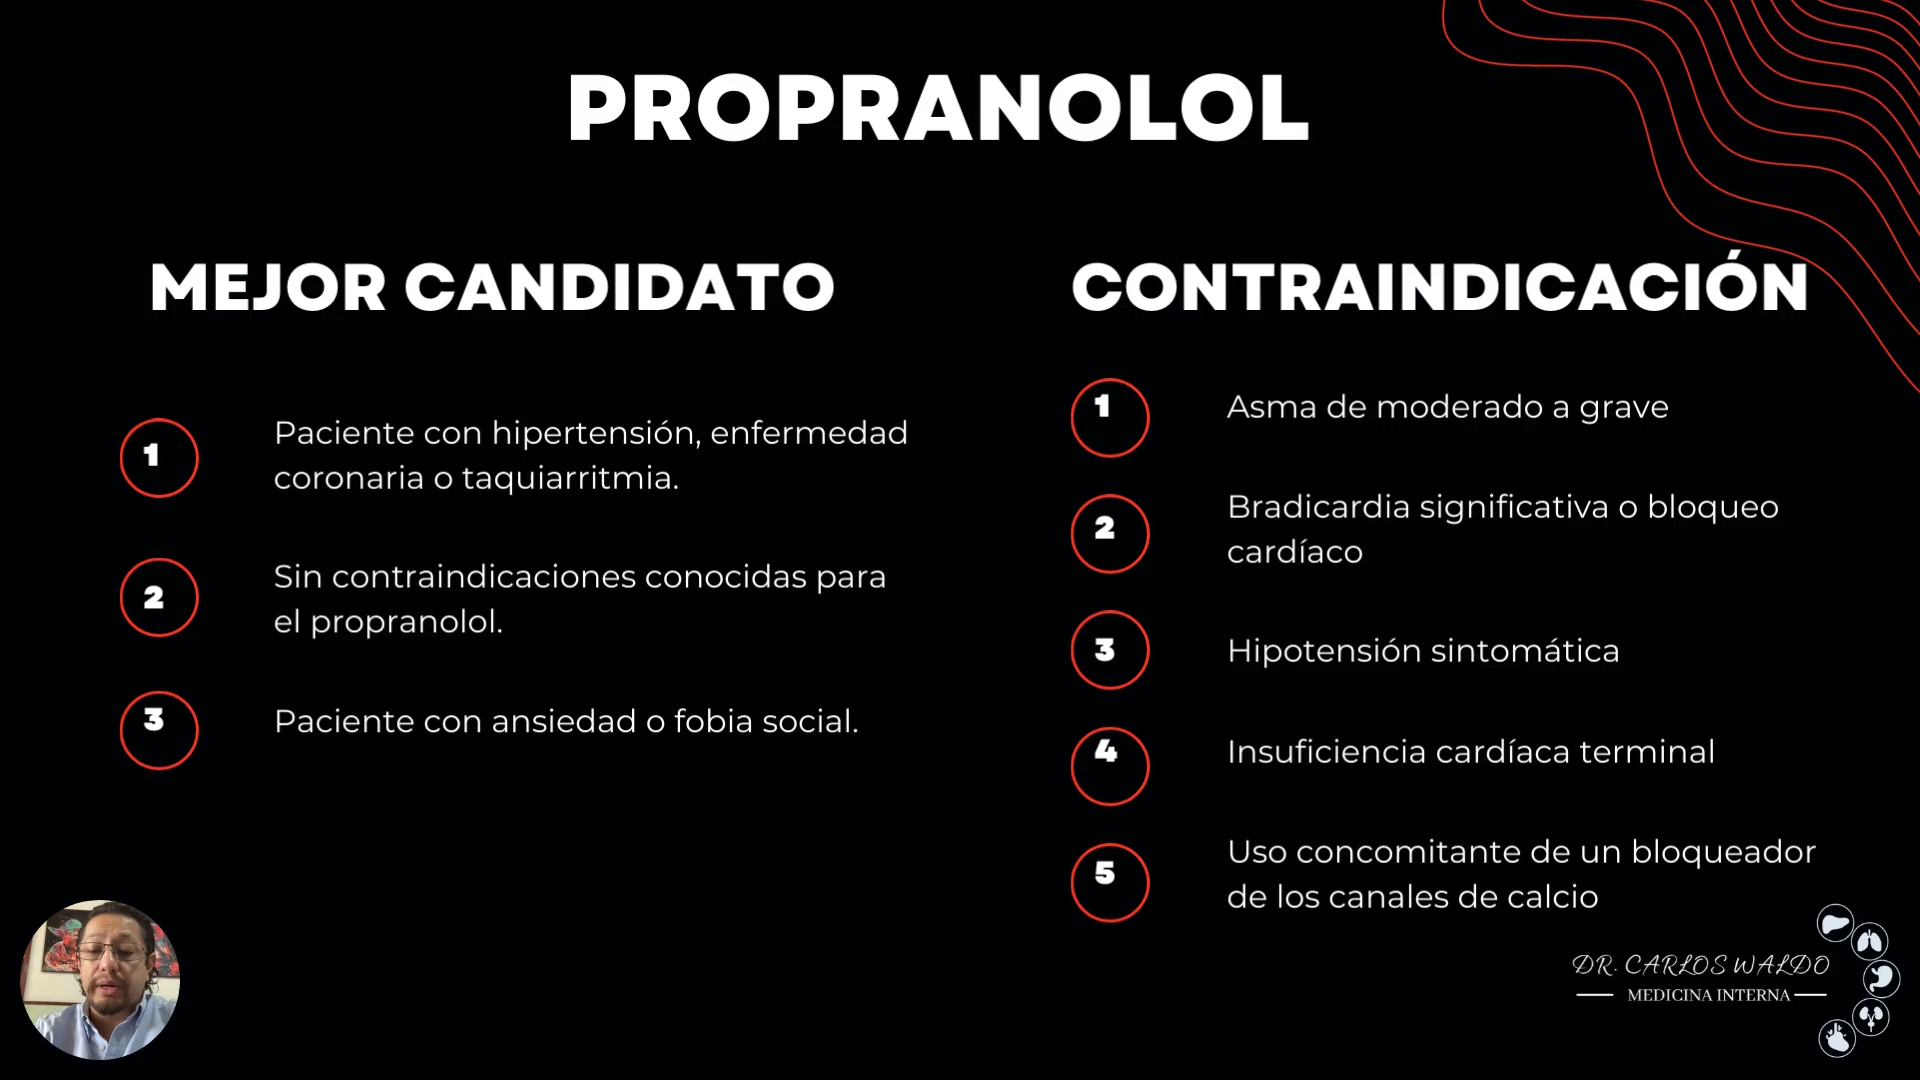 PROPRANOLOL
MEJOR CANDIDATO
1
Paciente con hipertensión, enfermedad
coronaria o taquiarritmia.
2
Sin contraindicaciones conocidas para
el propranolol.
3
Paciente con ansiedad o fobia social.
CONTRAINDICACIÓN
1
Asma de moderado a grave
2
Bradicardia significativa o bloqueo
cardíaco
3
Hipotensión sintomática
4
Insuficiencia cardíaca terminal
5
Uso concomitante de un bloqueador
de los canales de calcio
DR. CARLOS WALDO
MEDICINA INTERNA